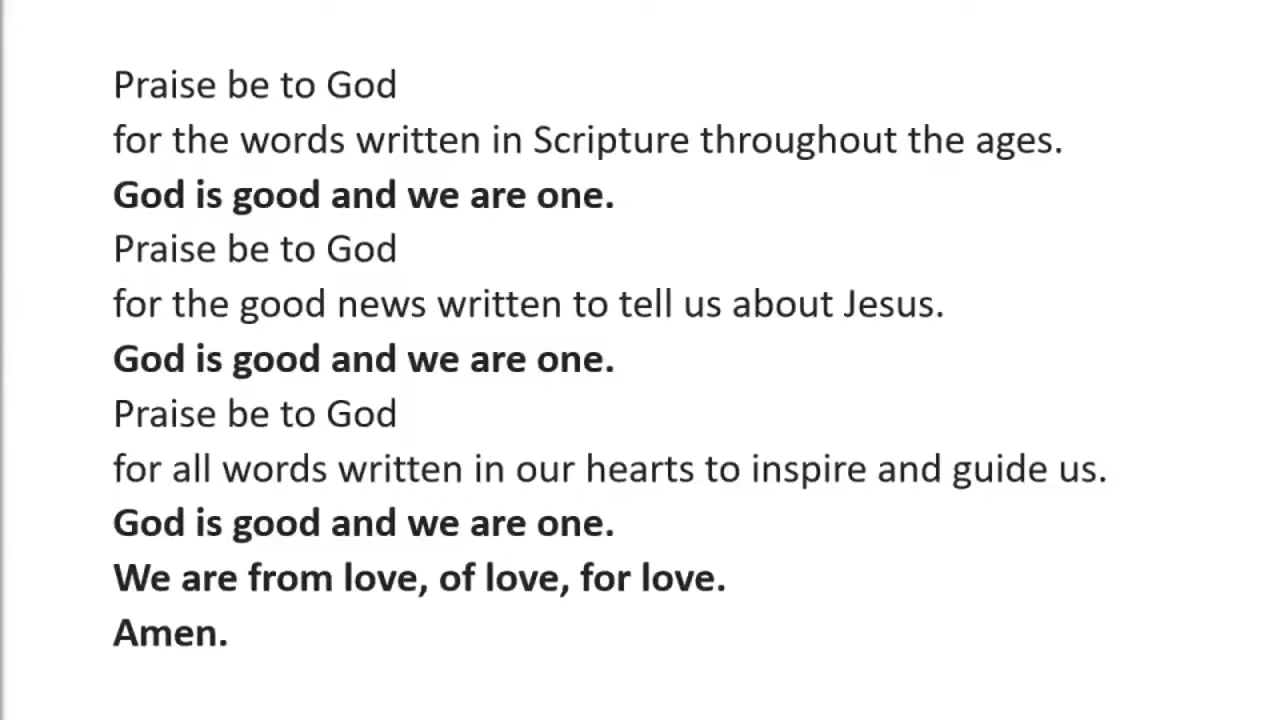 Praise be to God
for the words written in Scripture throughout the ages.
God is good and we are one.
Praise be to God
for the good news written to tell us about Jesus.
God is good and we are one.
Praise be to God
for all words written in our hearts to inspire and guide us.
God is good and we are one.
We are from love, of love, for love.
Amen.